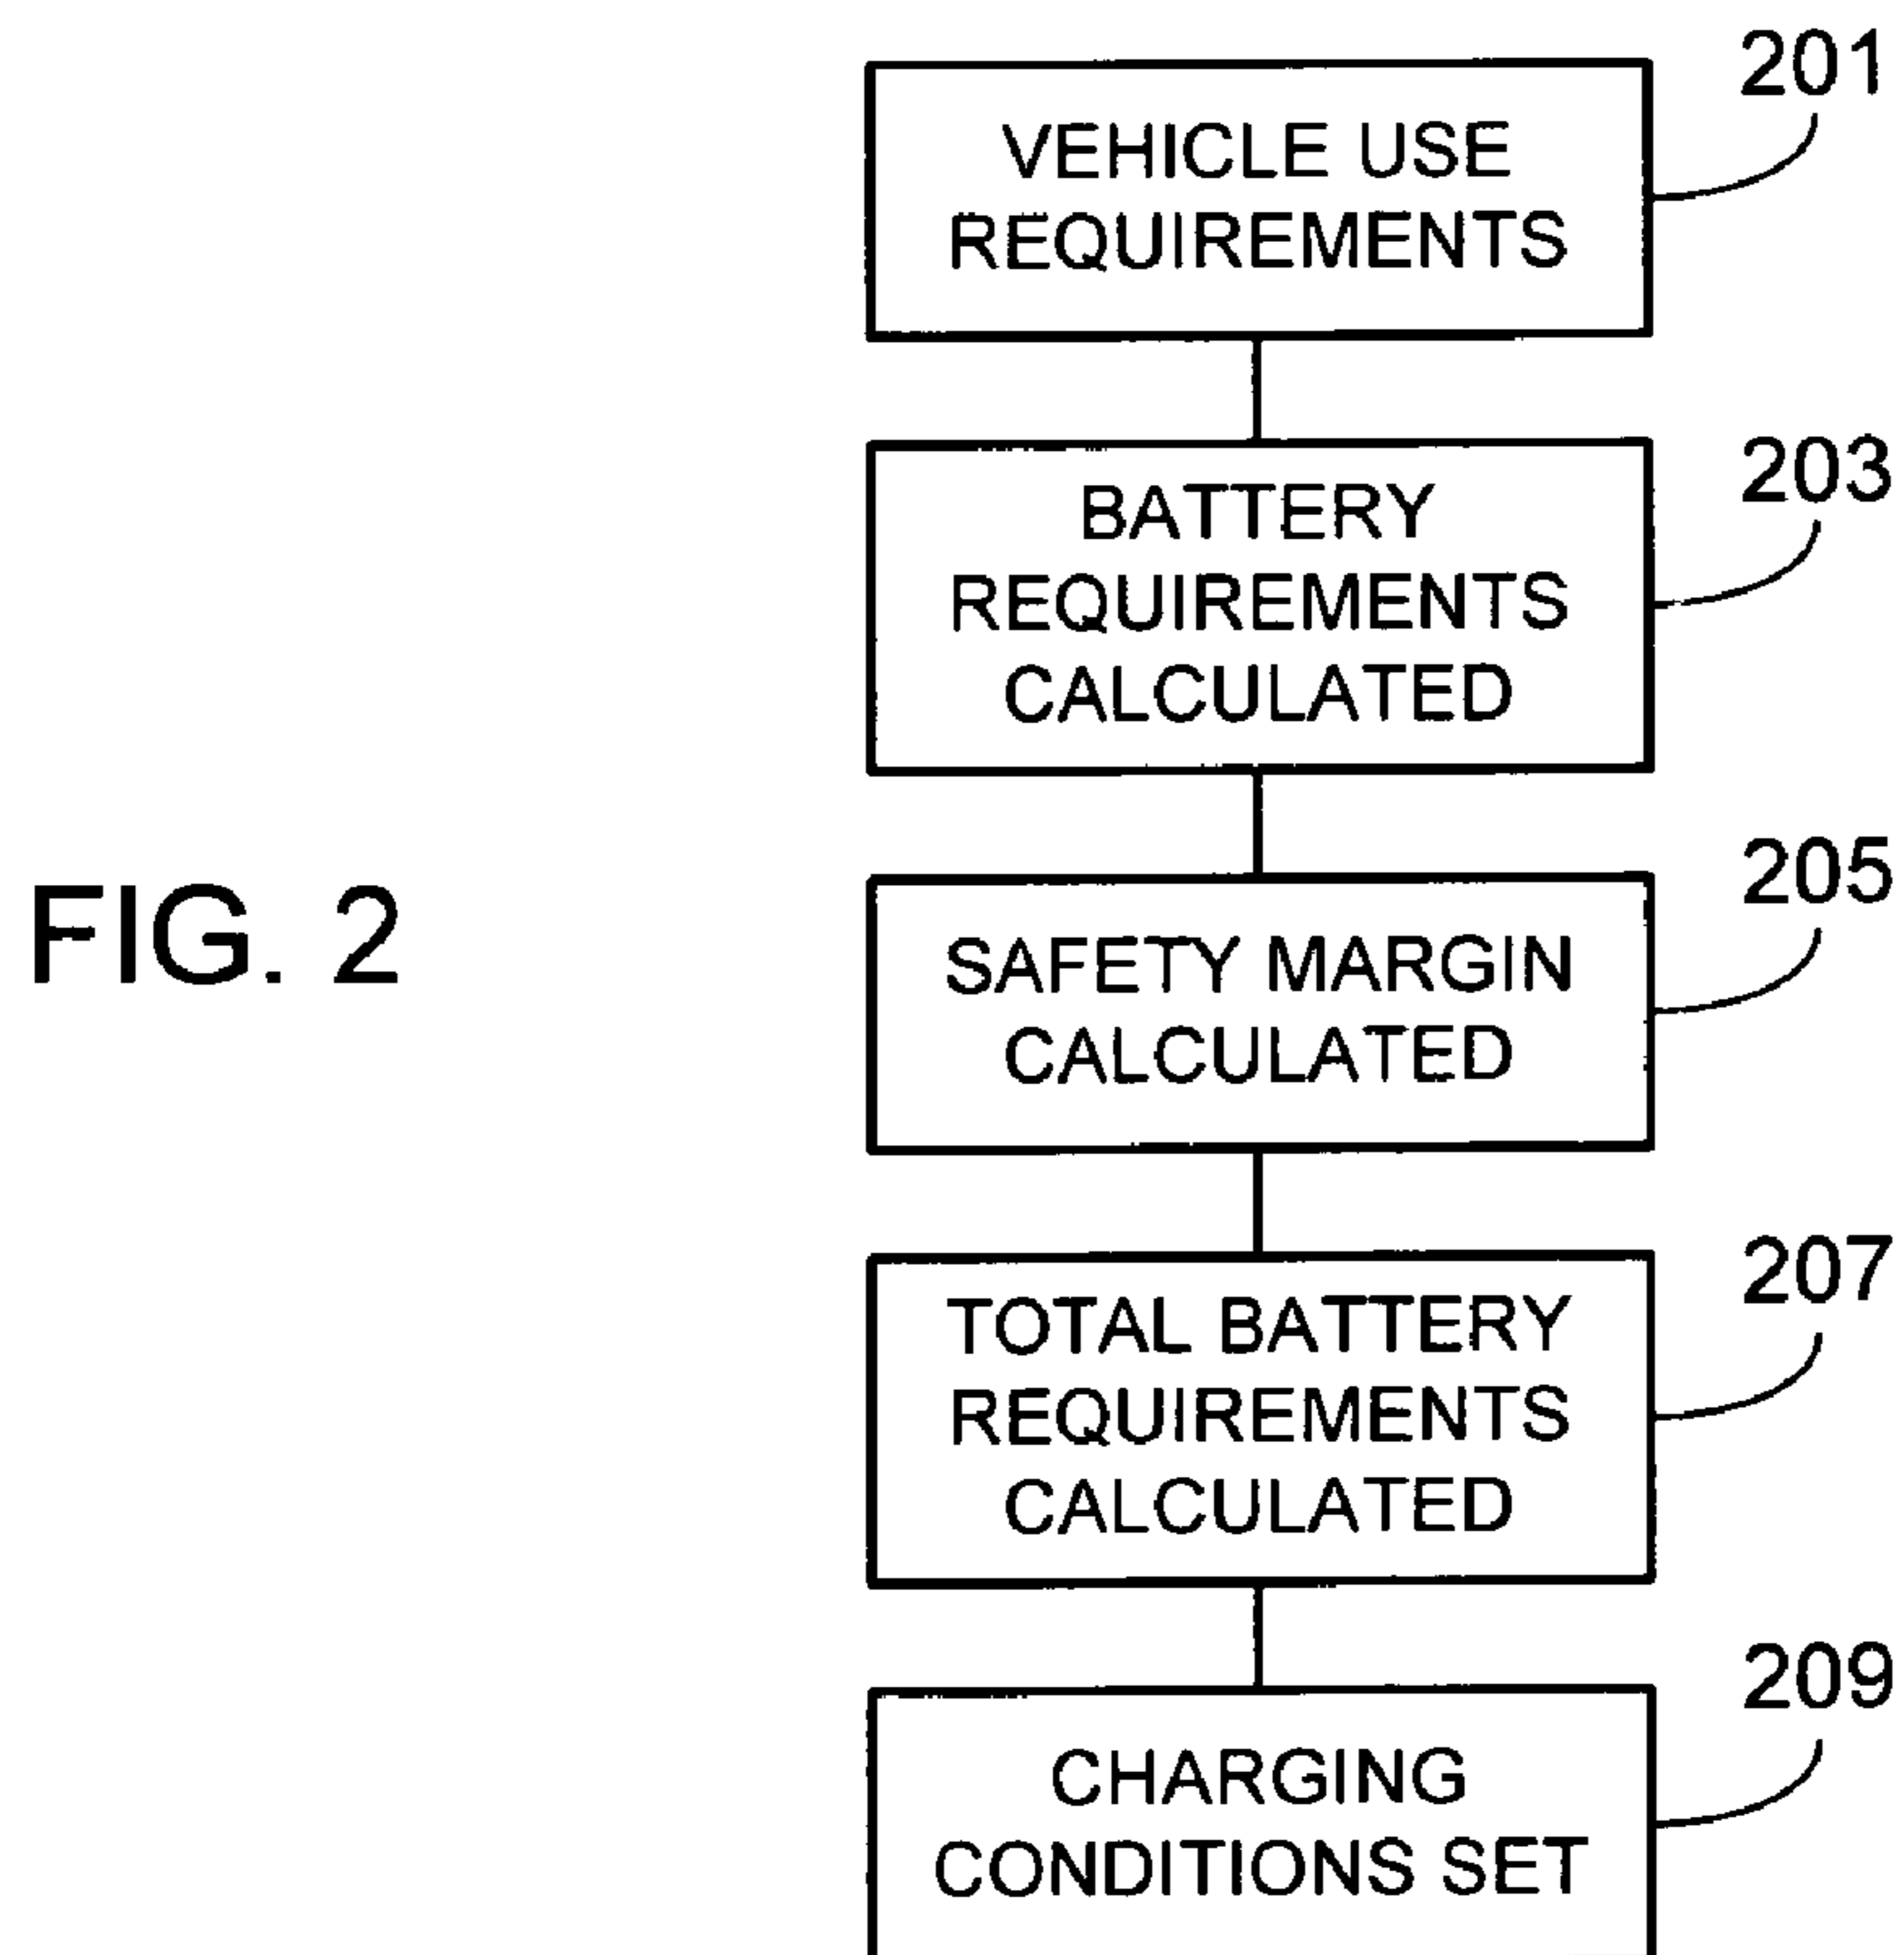 201
VEHICLE USE
REQUIREMENTS
203
BATTERY
REQUIREMENTS
CALCULATED
205
FIG. 2
SAFETY MARGIN
CALCULATED
207
TOTAL BATTERY
REQUIREMENTS
CALCULATED
209
CHARGING
CONDITIONS SET